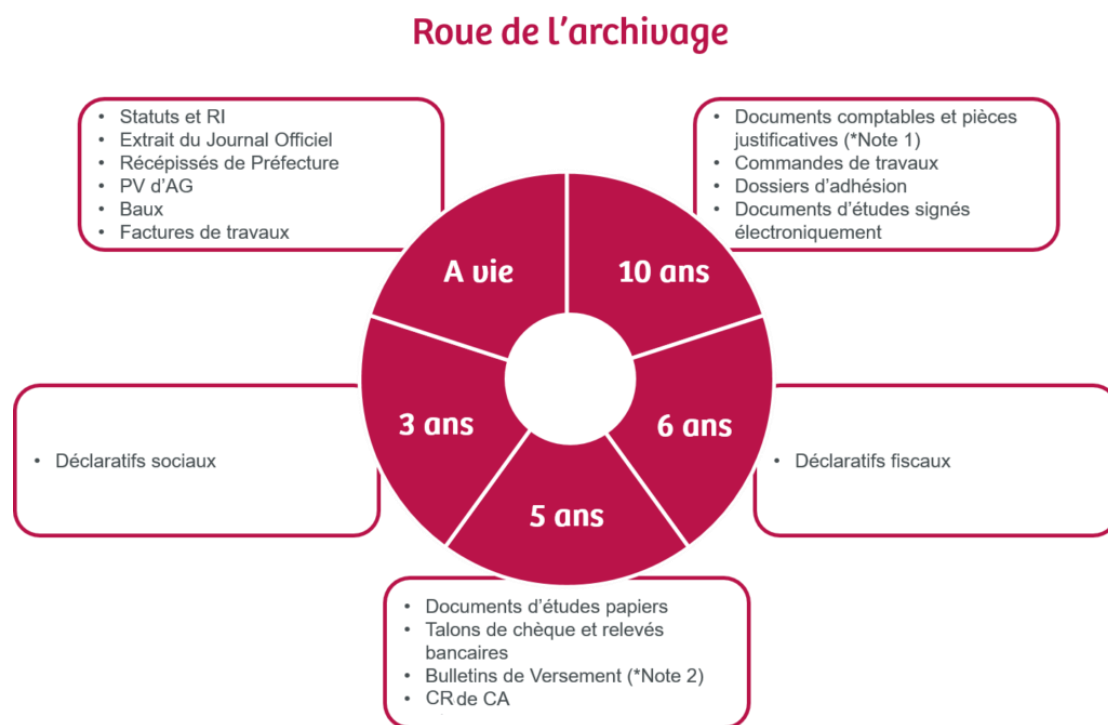 Roue de l'archivage
• Statuts et RI
• Extrait du Journal Officiel
• Récépissés de Préfecture
• PV d'AG
• Baux
• Factures de travaux
• Documents comptables et pièces
justificatives (*Note 1)
• Commandes de travaux
• Dossiers d'adhésion
• Documents d'études signés
électroniquement
A vie
10 ans
3 ans
6 ans
5 ans
• Déclaratifs sociaux
• Déclaratifs fiscaux
• Documents d'études papiers
• Talons de chèque et relevés
bancaires
• Bulletins de Versement (*Note 2)
• CR de CA